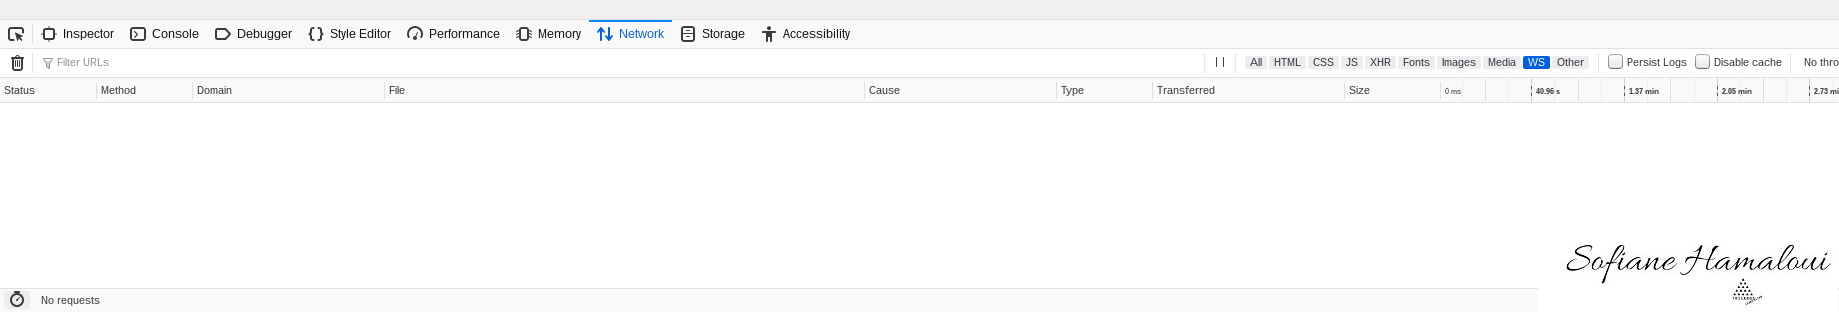 Inspector Console Debugger Style Editor Performance Memory Network Storage Accessibility
Filter URLs All HTML CSS JS XHR Fonts Images Media WS Other Persist Logs Disable cache No thro
Status Method Domain File Cause Type Transferred Size 0 ms 40.96 s 1.37 min 2.05 min 2.73 mi
Sofiane Hamaloui
No requests